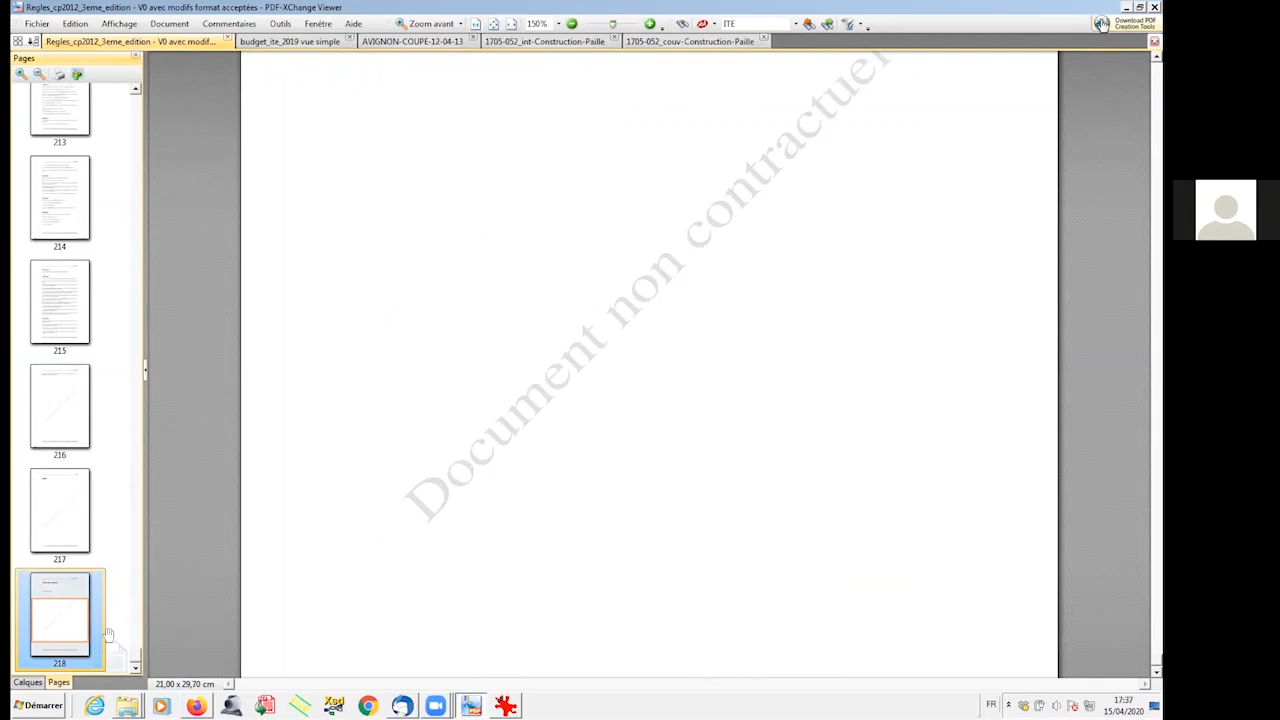 Regles_cp2012_3eme_edition - V0 avec modifs format acceptées - PDF-XChange Viewer
Fichier Edition Affichage Document Commentaires Outils Fenêtre Aide Zoom avant 150% ITE Download PDF Creation Tools
Regles_cp2012_3eme_edition - V0 avec modif... budget_ite_2019 vue simple AVIGNON-COUPE-12-04-13 1705-052_int-Construction-Paille 1705-052_couv-Construction-Paille
Pages
213
214
215
216
217
218
Document non contractuel
Calques Pages 21,00 x 29,70 cm
Démarrer FR 17:37
15/04/2020